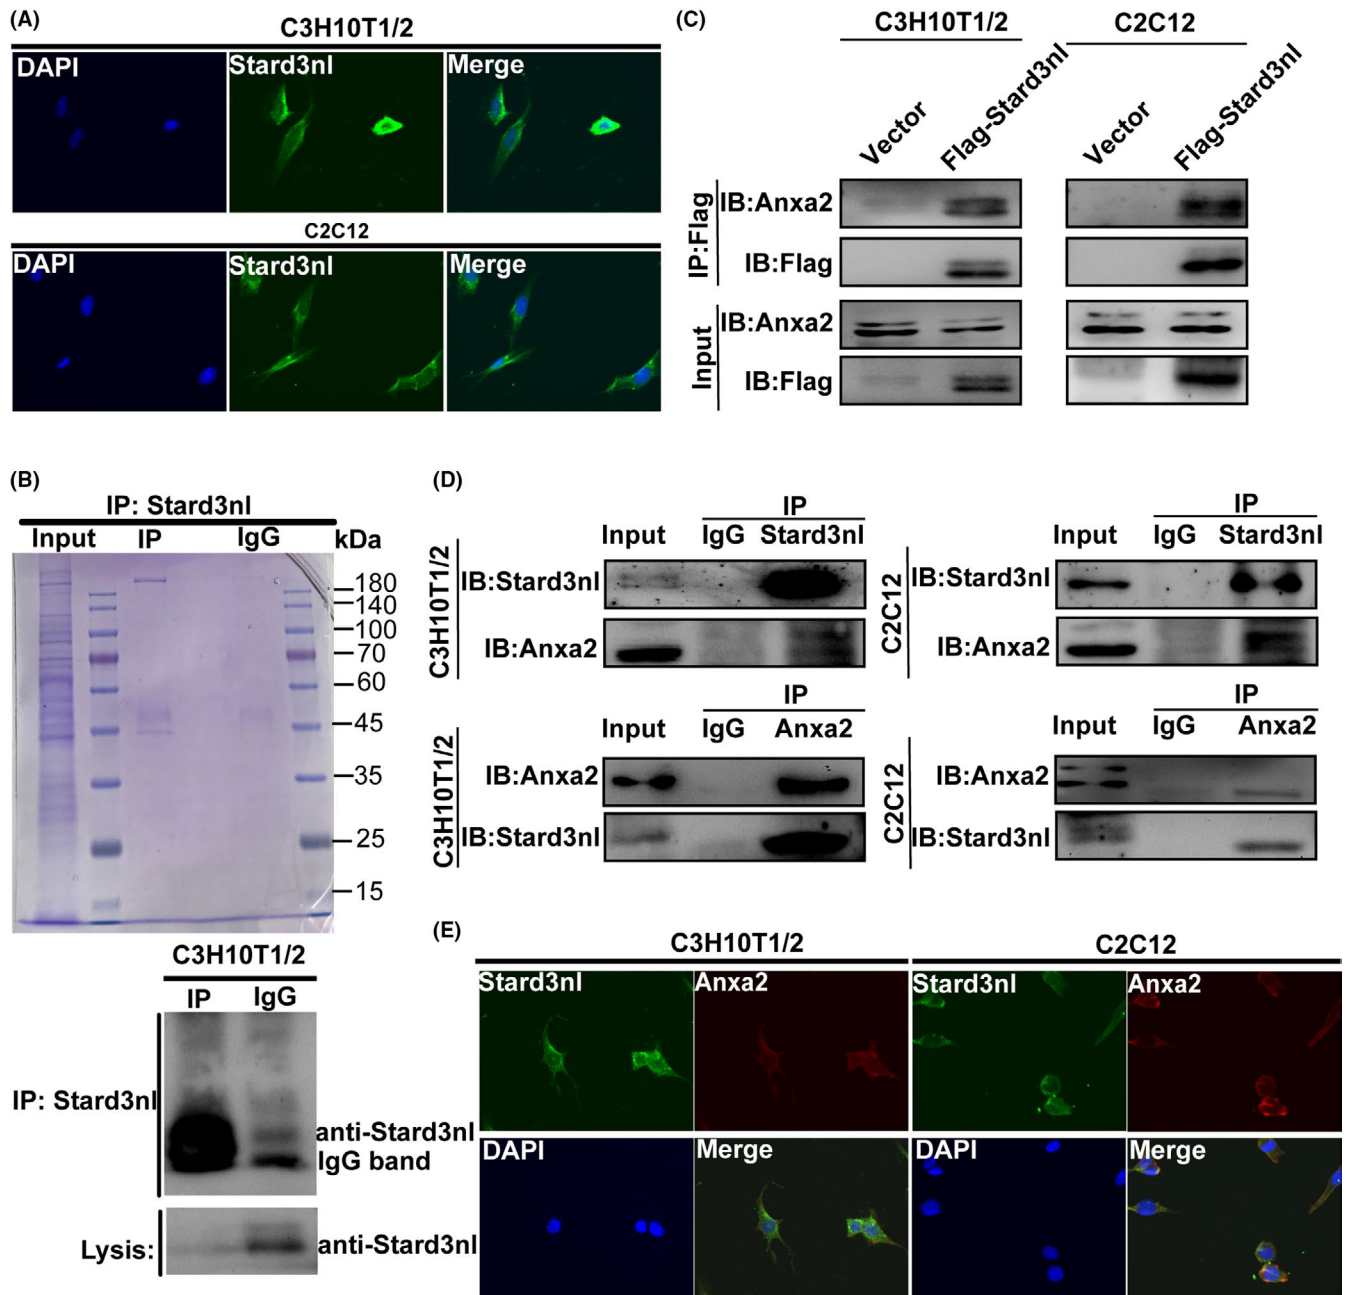 (A)
C3H10T1/2
DAPI Stard3nl Merge
C2C12
DAPI Stard3nl Merge
(C)
C3H10T1/2 C2C12
Vector Flag-Stard3nl Vector Flag-Stard3nl
IP:Flag
IB:Anxa2
IB:Flag
Input
IB:Anxa2
IB:Flag
(B)
IP: Stard3nl
Input IP IgG kDa
180
140
100
70
60
45
35
25
15
C3H10T1/2
IP IgG
IP: Stard3nl
anti-Stard3nl
IgG band
Lysis: anti-Stard3nl
(D)
IP
Input IgG Stard3nl
C3H10T1/2
IB:Stard3nl
IB:Anxa2
IP
Input IgG Stard3nl
C2C12
IB:Stard3nl
IB:Anxa2
IP
Input IgG Anxa2
C3H10T1/2
IB:Anxa2
IB:Stard3nl
IP
Input IgG Anxa2
C2C12
IB:Anxa2
IB:Stard3nl
(E)
C3H10T1/2 C2C12
Stard3nl Anxa2 Stard3nl Anxa2
DAPI Merge DAPI Merge